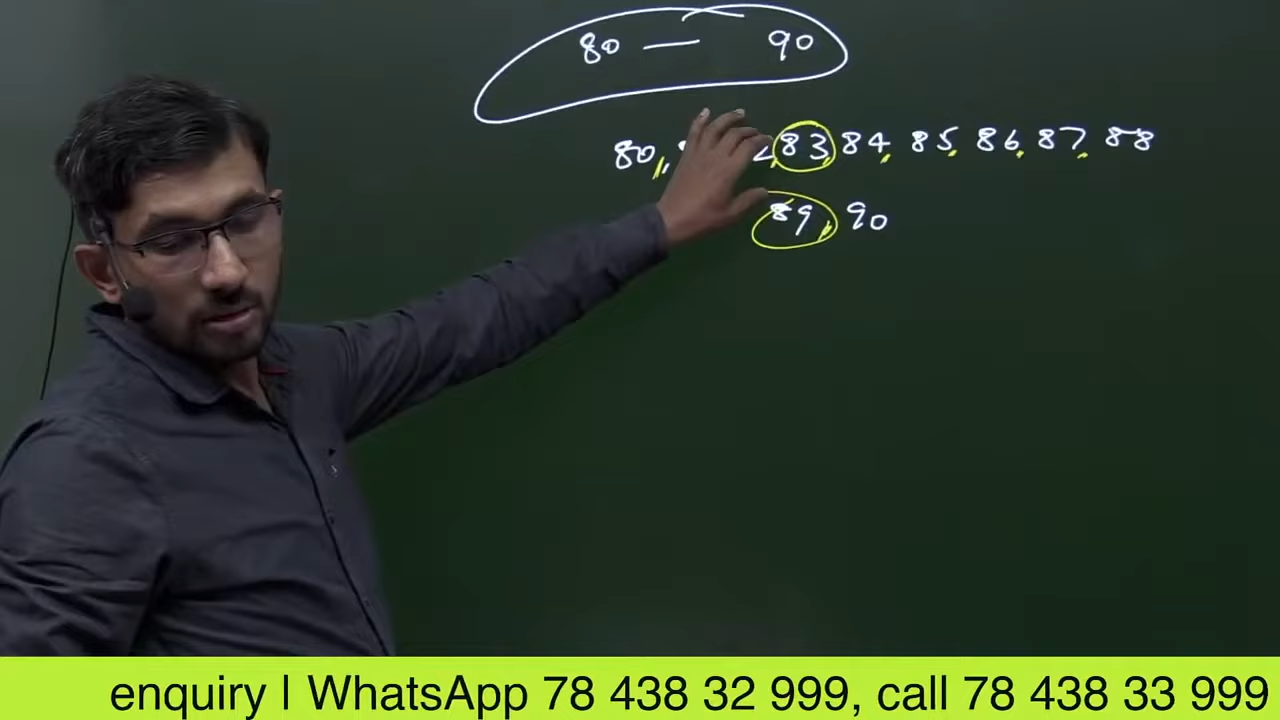 80 — 90
80, 83 84, 85, 86, 87, 88
89, 90
enquiry | WhatsApp 78 438 32 999, call 78 438 33 999